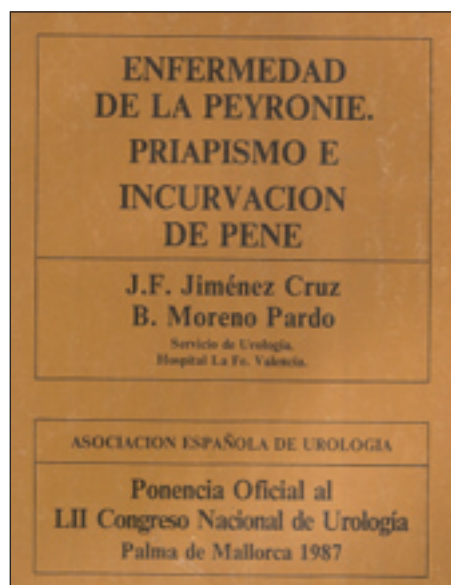 ENFERMEDAD
DE LA PEYRONIE.
PRIAPISMO E
INCURVACION
DE PENE
J.F. Jiménez Cruz
B. Moreno Pardo
Servicio de Urología.
Hospital La Fe. Valencia.
ASOCIACION ESPAÑOLA DE UROLOGIA
Ponencia Oficial al
LII Congreso Nacional de Urología
Palma de Mallorca 1987